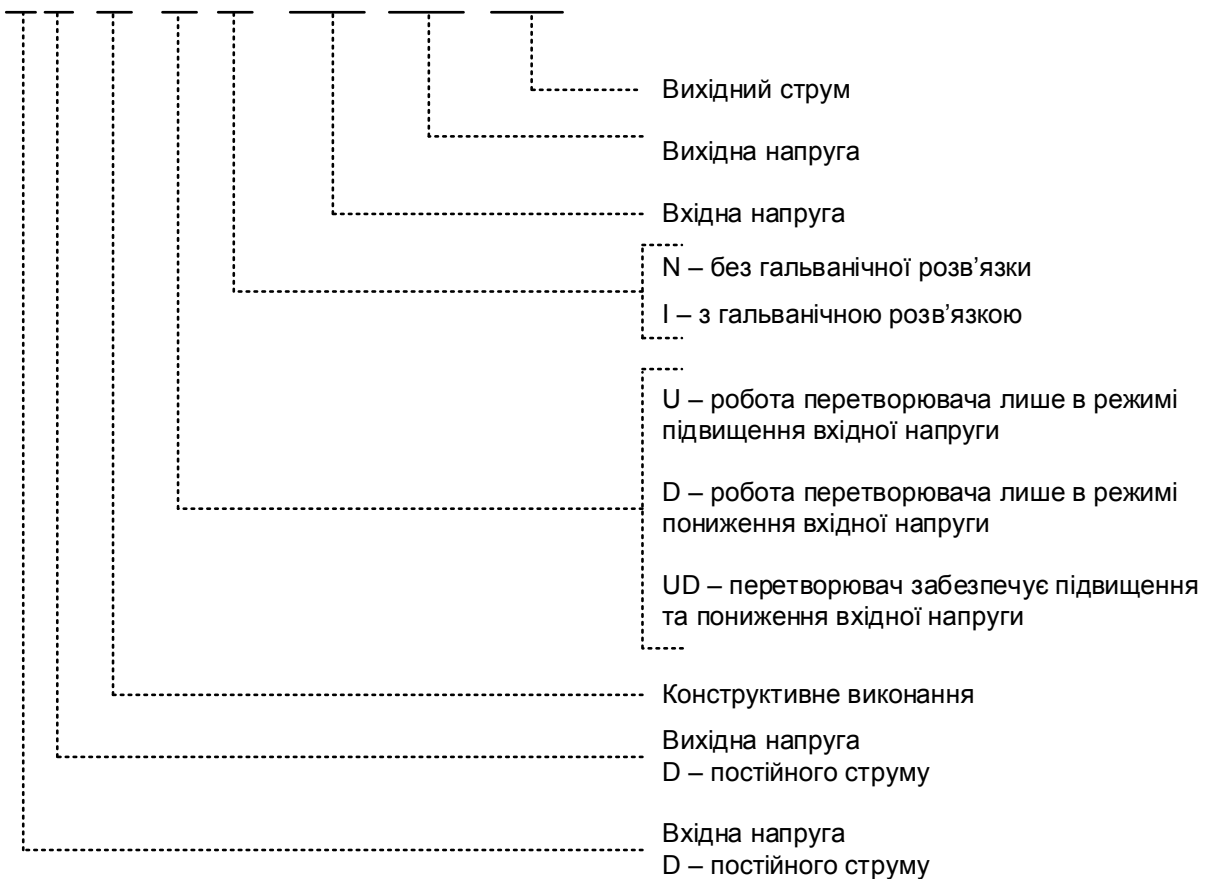 Вихідний струм
Вихідна напруга
Вхідна напруга
N – без гальванічної розв’язки
I – з гальванічною розв’язкою
U – робота перетворювача лише в режимі
підвищення вхідної напруги
D – робота перетворювача лише в режимі
пониження вхідної напруги
UD – перетворювач забезпечує підвищення
та пониження вхідної напруги
Конструктивне виконання
Вихідна напруга
D – постійного струму
Вхідна напруга
D – постійного струму